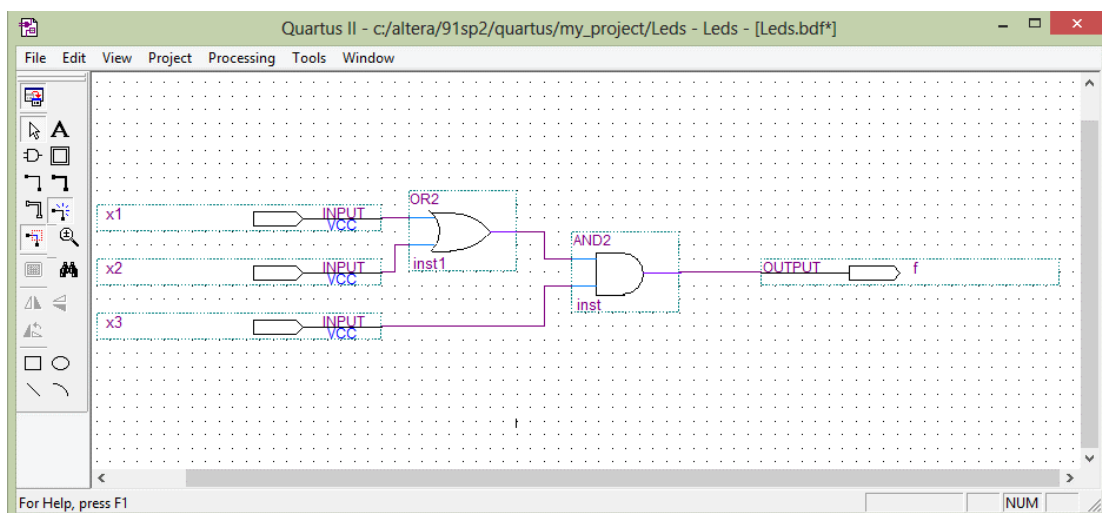 Quartus II - c:/altera/91sp2/quartus/my_project/Leds - Leds - [Leds.bdf*]
File Edit View Project Processing Tools Window
A
OR2
x1 INPUT
VCC
AND2
x2 INPUT
VCC
inst1
OUTPUT f
inst
x3 INPUT
VCC
For Help, press F1 NUM